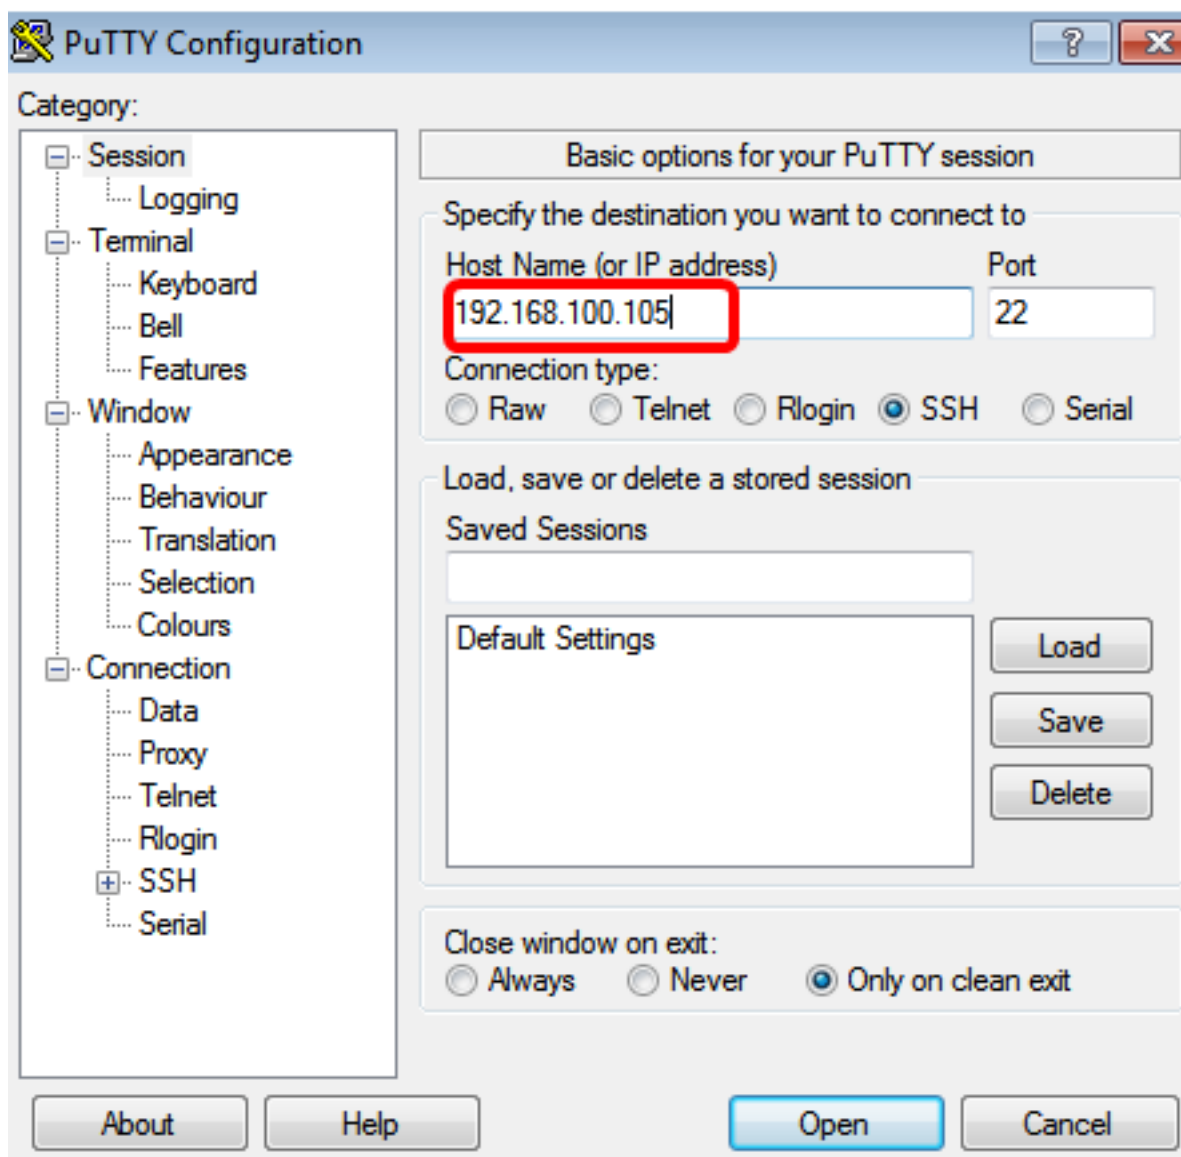 PuTTY Configuration
Category:
Session
Logging
Terminal
Keyboard
Bell
Features
Window
Appearance
Behaviour
Translation
Selection
Colours
Connection
Data
Proxy
Telnet
Rlogin
SSH
Serial
Basic options for your PuTTY session
Specify the destination you want to connect to
Host Name (or IP address) Port
192.168.100.105 22
Connection type:
Raw Telnet Rlogin SSH Serial
Load, save or delete a stored session
Saved Sessions
Default Settings
Load
Save
Delete
Close window on exit:
Always Never Only on clean exit
About Help Open Cancel